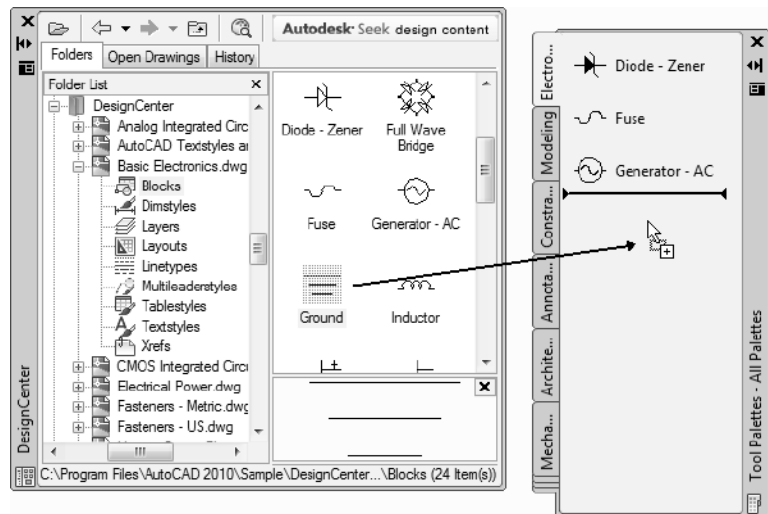 Autodesk® Seek design content
Folders
Open Drawings
History
Folder List
DesignCenter
Analog Integrated Circ
AutoCAD Textstyles a
Basic Electronics.dwg
Blocks
Dimstyles
Layers
Layouts
Linetypes
Multileaderstyles
Tablestyles
Textstyles
Xrefs
CMOS Integrated Circu
Electrical Power.dwg
Fasteners - Metric.dwg
Fasteners - US.dwg
Diode - Zener
Full Wave
Bridge
Fuse
Generator - AC
Ground
Inductor
C:\Program Files\AutoCAD 2010\Sample\DesignCenter...\Blocks (24 Item(s))
DesignCenter
Electro...
Modeling
Constra...
Annota...
Archite...
Mecha...
Diode - Zener
Fuse
Generator - AC
Tool Palettes - All Palettes